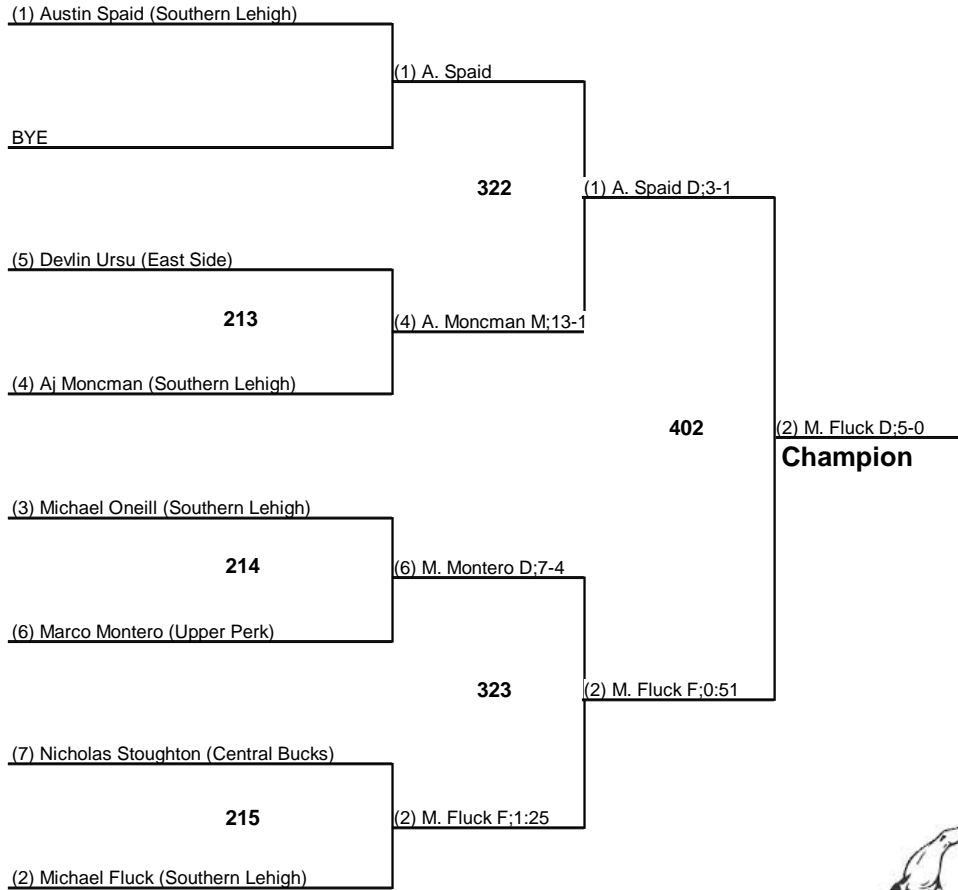 (1) Austin Spaid (Southern Lehigh)
(1) A. Spaid
BYE
322
(1) A. Spaid D;3-1
(5) Devlin Ursu (East Side)
213
(4) A. Moncman M;13-1
(4) Aj Moncman (Southern Lehigh)
402
(2) M. Fluck D;5-0
Champion
(3) Michael Oneill (Southern Lehigh)
214
(6) M. Montero D;7-4
(6) Marco Montero (Upper Perk)
323
(2) M. Fluck F;0:51
(7) Nicholas Stoughton (Central Bucks)
215
(2) M. Fluck F;1:25
(2) Michael Fluck (Southern Lehigh)